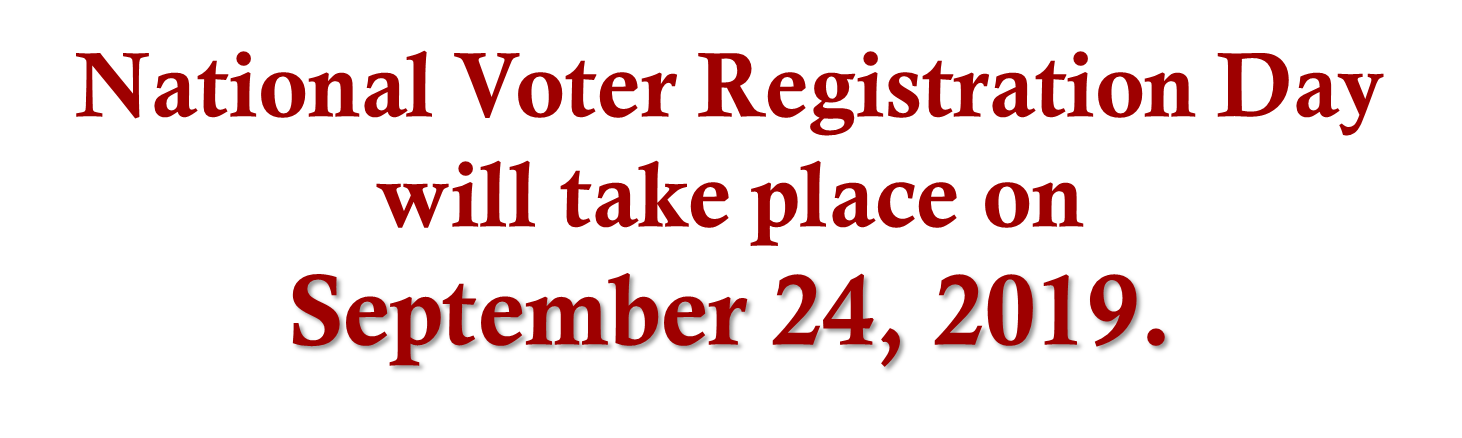 National Voter Registration Day
will take place on
September 24, 2019.